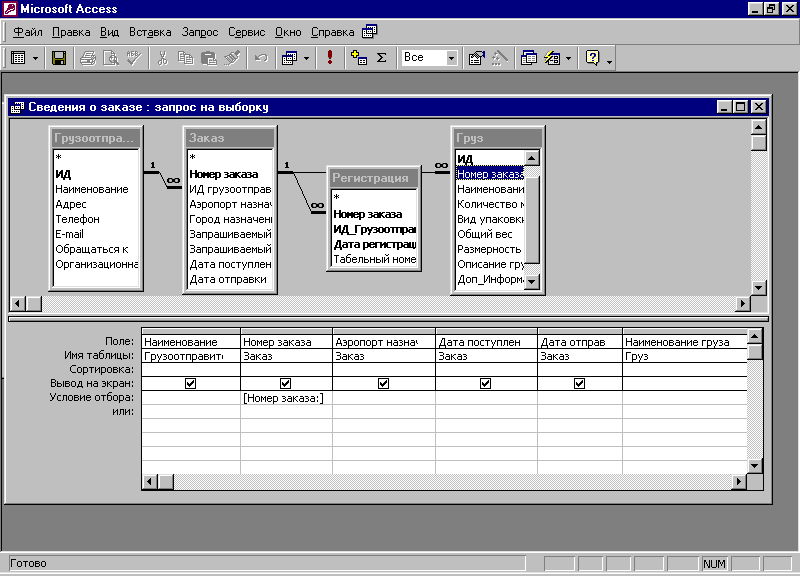 Microsoft Access
Файл Правка Вид Вставка Запрос Сервис Окно Справка
Все
Сведения о заказе : запрос на выборку
Грузоотпра...
*
ИД
Наименование
Адрес
Телефон
E-mail
Обращаться к
Организационна
1
∞
Заказ
*
Номер заказа
ИД грузоотправ
Аэропорт назнач
Город назначени
Запрашиваемый
Запрашиваемый
Дата поступлен
Дата отправки
1
∞
Регистрация
*
Номер заказа
ИД_Грузоотпра
Дата регистрац
Табельный номе
∞
Груз
ИД
Номер заказа
Наименовани
Количество м
Вид упаковки
Общий вес
Размерность
Описание гру
Доп_Информ
Поле: Наименование Номер заказа Аэропорт назнач Дата поступлен Дата отправ Наименование груза
Имя таблицы: Грузоотправите Заказ Заказ Заказ Заказ Груз
Сортировка:
Вывод на экран:
Условие отбора: [Номер заказа:]
или:
Готово NUM